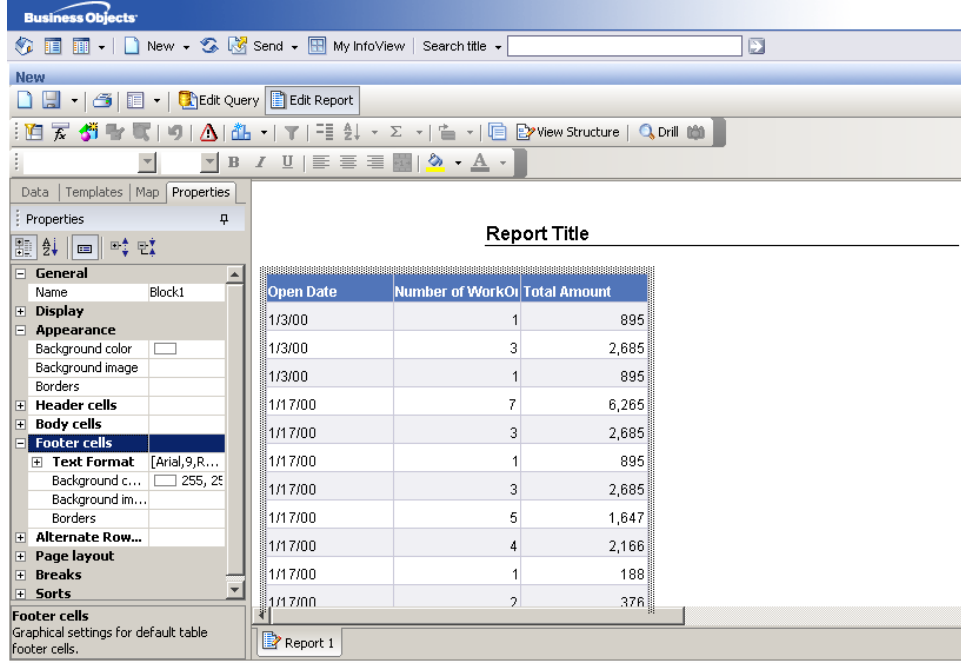 Business Objects
New Send My InfoView Search title
New
Edit Query Edit Report
View Structure Drill
B I U A
Data Templates Map Properties
Properties
General
Name Block1
Display
Appearance
Background color
Background image
Borders
Header cells
Body cells
Footer cells
Text Format [Arial,9,R...
Background c... 255, 25
Background im...
Borders
Alternate Row...
Page layout
Breaks
Sorts
Footer cells
Graphical settings for default table
footer cells.
Report Title
Open Date Number of WorkOr Total Amount
1/3/00 1 895
1/3/00 3 2,685
1/3/00 1 895
1/17/00 7 6,265
1/17/00 3 2,685
1/17/00 1 895
1/17/00 3 2,685
1/17/00 5 1,647
1/17/00 4 2,166
1/17/00 1 188
1/17/00 2 376
Report 1